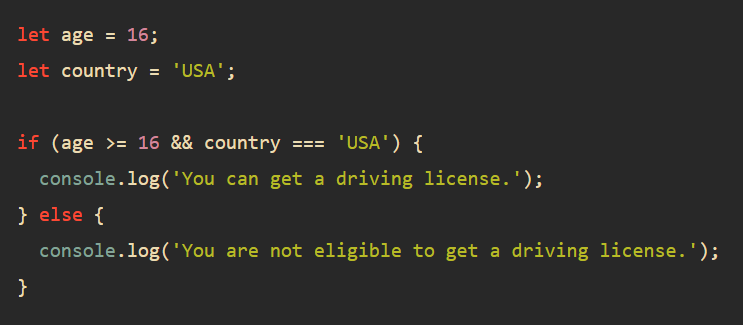 let age = 16;
let country = 'USA';

if (age >= 16 && country === 'USA') {
  console.log('You can get a driving license.');
} else {
  console.log('You are not eligible to get a driving license.');
}